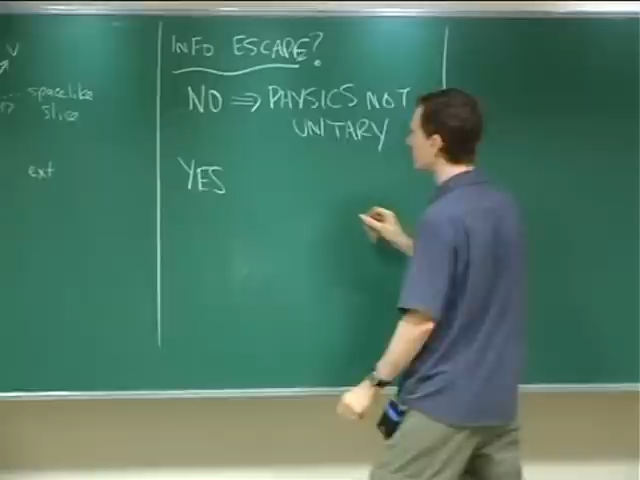 V
... spacelike
slice
ext
INFO ESCAPE?
NO ⇒ PHYSICS NOT
UNITARY
YES